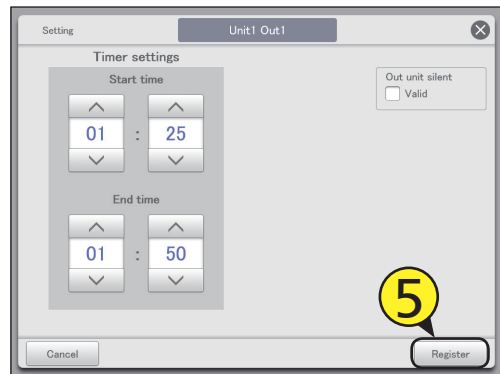 Setting
Unit1 Out1
Timer settings
Start time
01 : 25
End time
01 : 50
Out unit silent
Valid
5
Cancel
Register